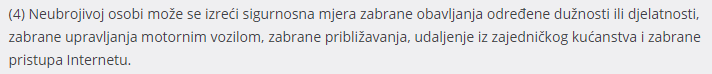 (4) Neubrojivoj osobi može se izreći sigurnosna mjera zabrane obavljanja određene dužnosti ili djelatnosti,
zabrane upravljanja motornim vozilom, zabrane približavanja, udaljenje iz zajedničkog kućanstva i zabrane
pristupa Internetu.